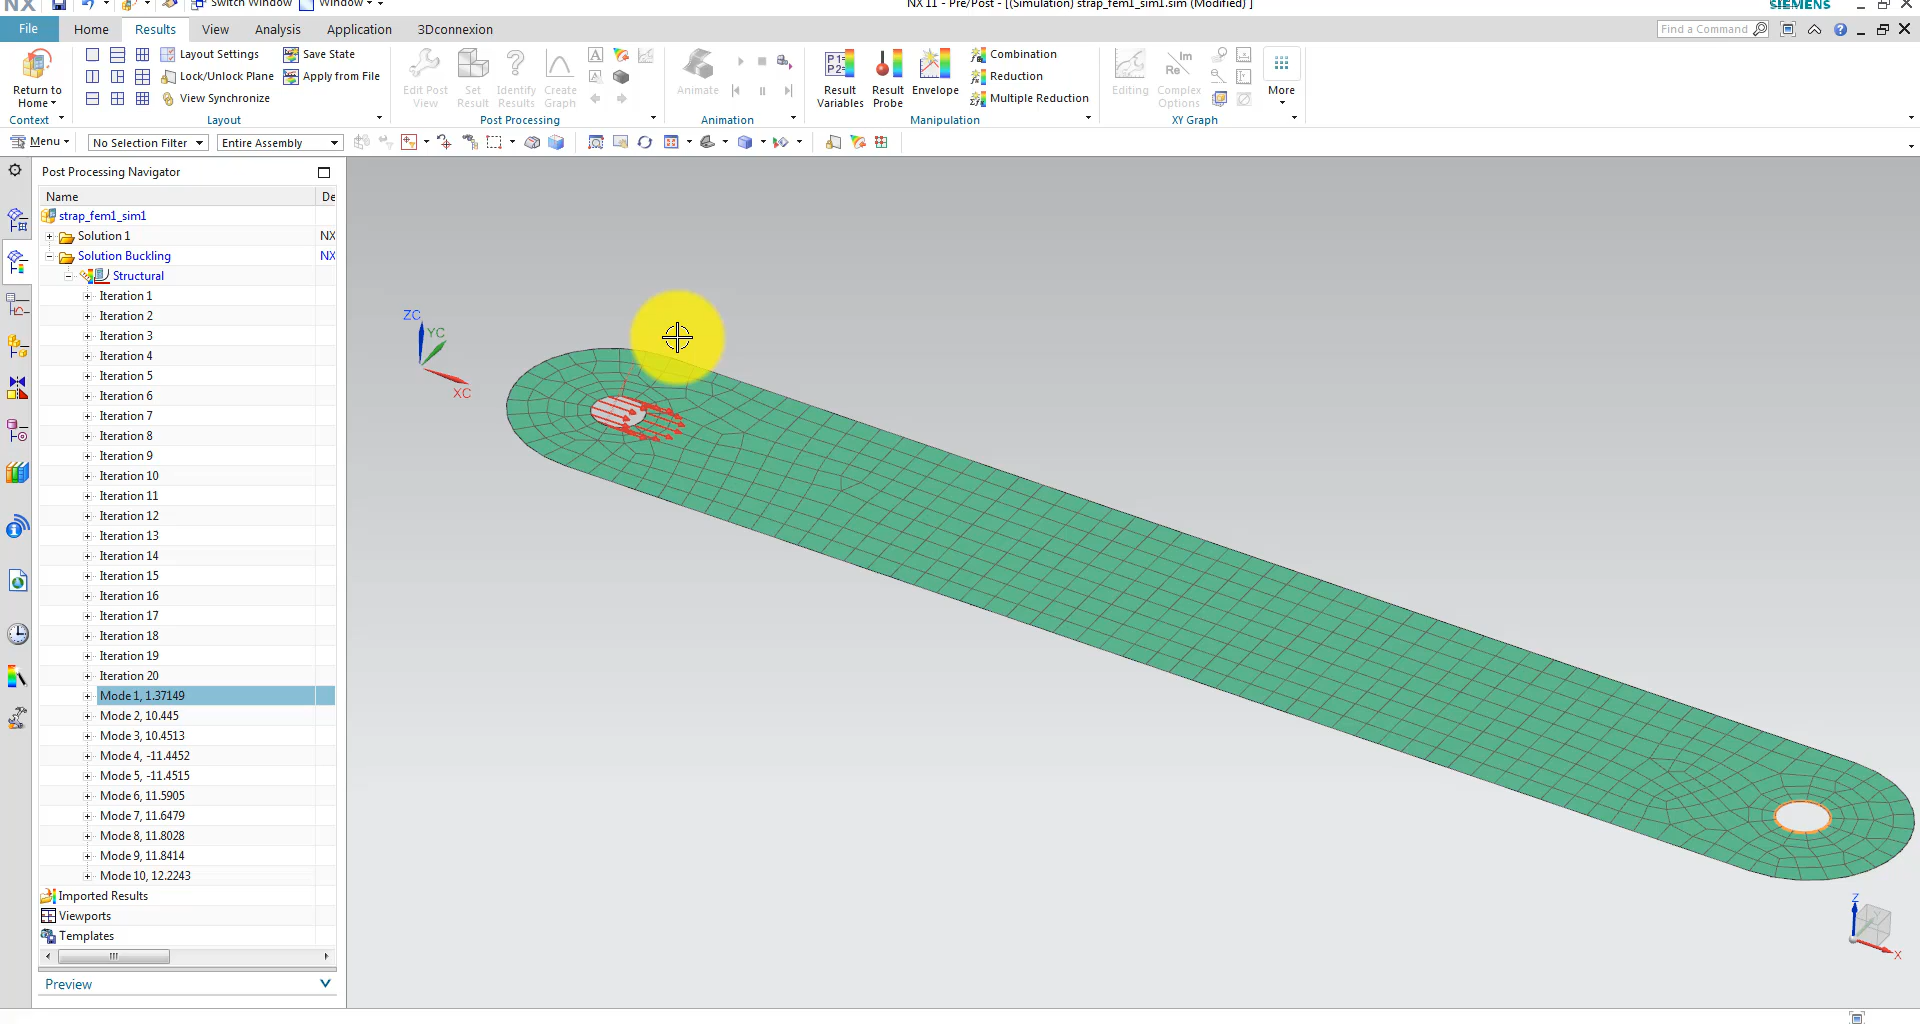 NX
Switch Window
Window
NX 11 - Pre/Post - [(Simulation) strap_fem1_sim1.sim (Modified) ]
SIEMENS
File
Home
Results
View
Analysis
Application
3Dconnexion
Find a Command
Return to Home
Context
Layout Settings
Lock/Unlock Plane
View Synchronize
Save State
Apply from File
Layout
Edit Post View
Set Result
Identify Results
Create Graph
Post Processing
Animate
Animation
Result Variables
Result Probe
Envelope
Combination
Reduction
Multiple Reduction
Manipulation
Editing
Complex Options
XY Graph
More
Menu
No Selection Filter
Entire Assembly
Post Processing Navigator
Name
De
strap_fem1_sim1
Solution 1
NX
Solution Buckling
NX
Structural
Iteration 1
Iteration 2
Iteration 3
Iteration 4
Iteration 5
Iteration 6
Iteration 7
Iteration 8
Iteration 9
Iteration 10
Iteration 11
Iteration 12
Iteration 13
Iteration 14
Iteration 15
Iteration 16
Iteration 17
Iteration 18
Iteration 19
Iteration 20
Mode 1, 1.37149
Mode 2, 10.445
Mode 3, 10.4513
Mode 4, -11.4452
Mode 5, -11.4515
Mode 6, 11.5905
Mode 7, 11.6479
Mode 8, 11.8028
Mode 9, 11.8414
Mode 10, 12.2243
Imported Results
Viewports
Templates
Preview
ZC
YC
XC
Z
X